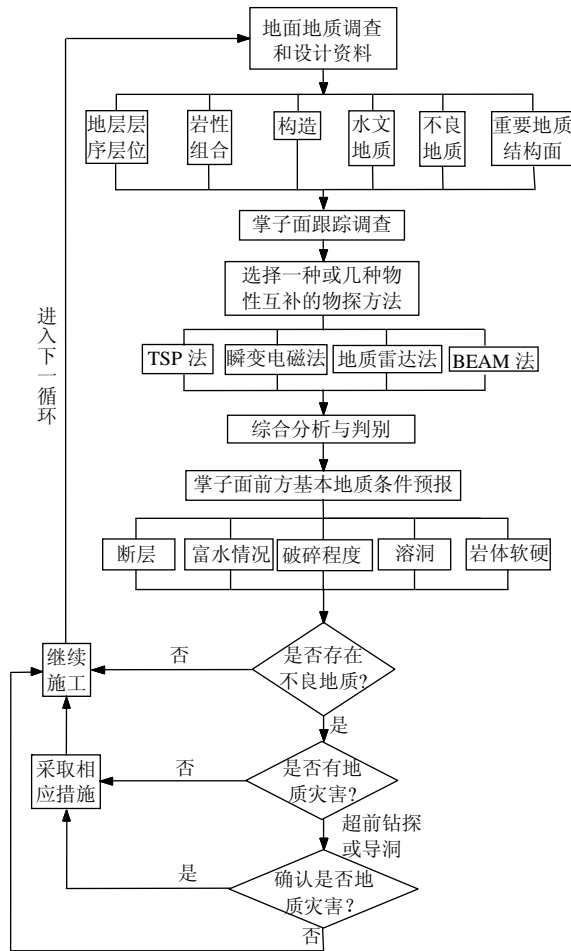 地面地质调查
和设计资料
地层层
序层位
岩性
组合
构造
水文
地质
不良
地质
重要地质
结构面
掌子面跟踪调查
选择一种或几种物
性互补的物探方法
TSP 法
瞬变电磁法
地质雷达法
BEAM 法
综合分析与判别
掌子面前方基本地质条件预报
断层
富水情况
破碎程度
溶洞
岩体软硬
进入下一循环
是否存在
不良地质?
否
继续
施工
是
是否有地
质灾害?
否
采取相
应措施
超前钻探
或导洞
确认是否地
质灾害?
是
否